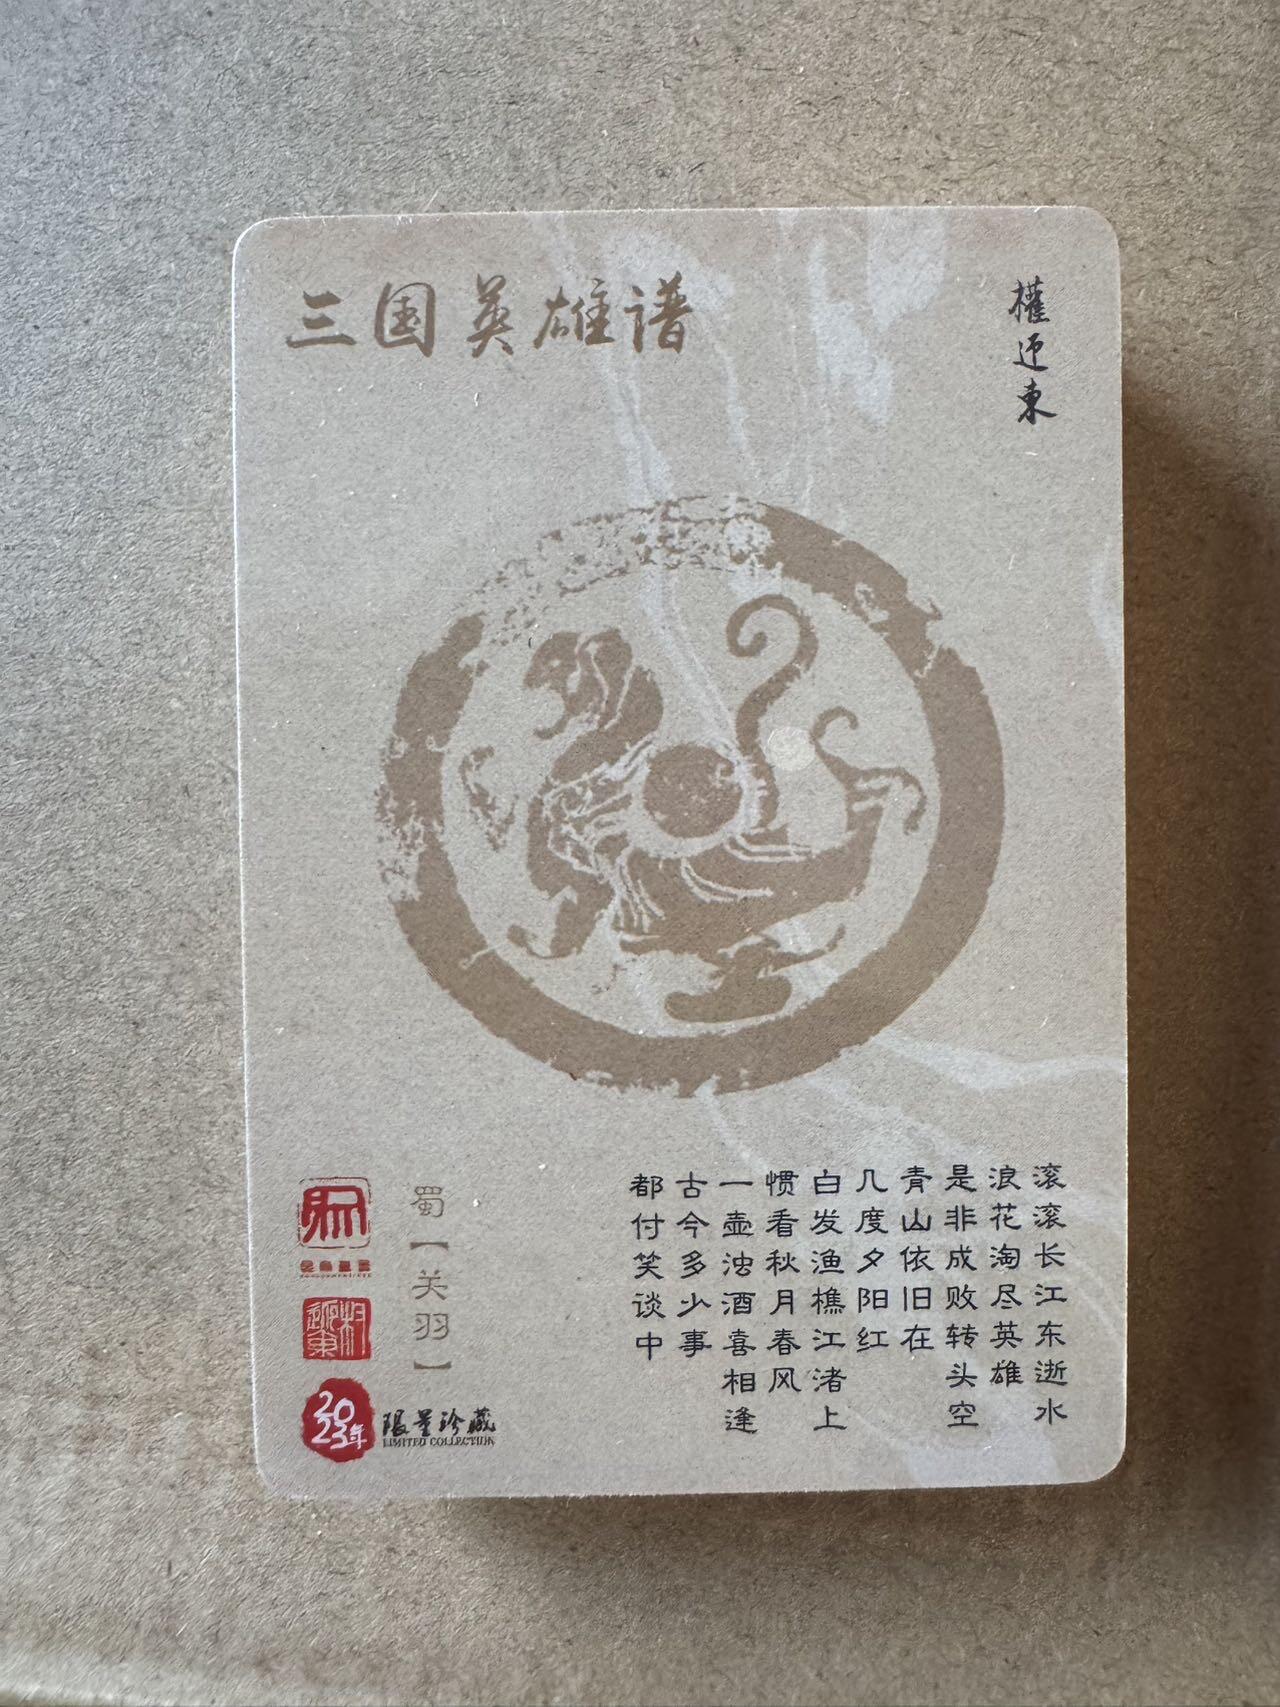 三国英雄谱
權迎東
滚滚长江东逝水
浪花淘尽英雄
是非成败转头空
青山依旧在
几度夕阳红
白发渔樵江渚上
惯看秋月春风
一壶浊酒喜相逢
古今多少事
都付笑谈中
蜀【关羽】
2023年
限量珍藏
LIMITED COLLECTION